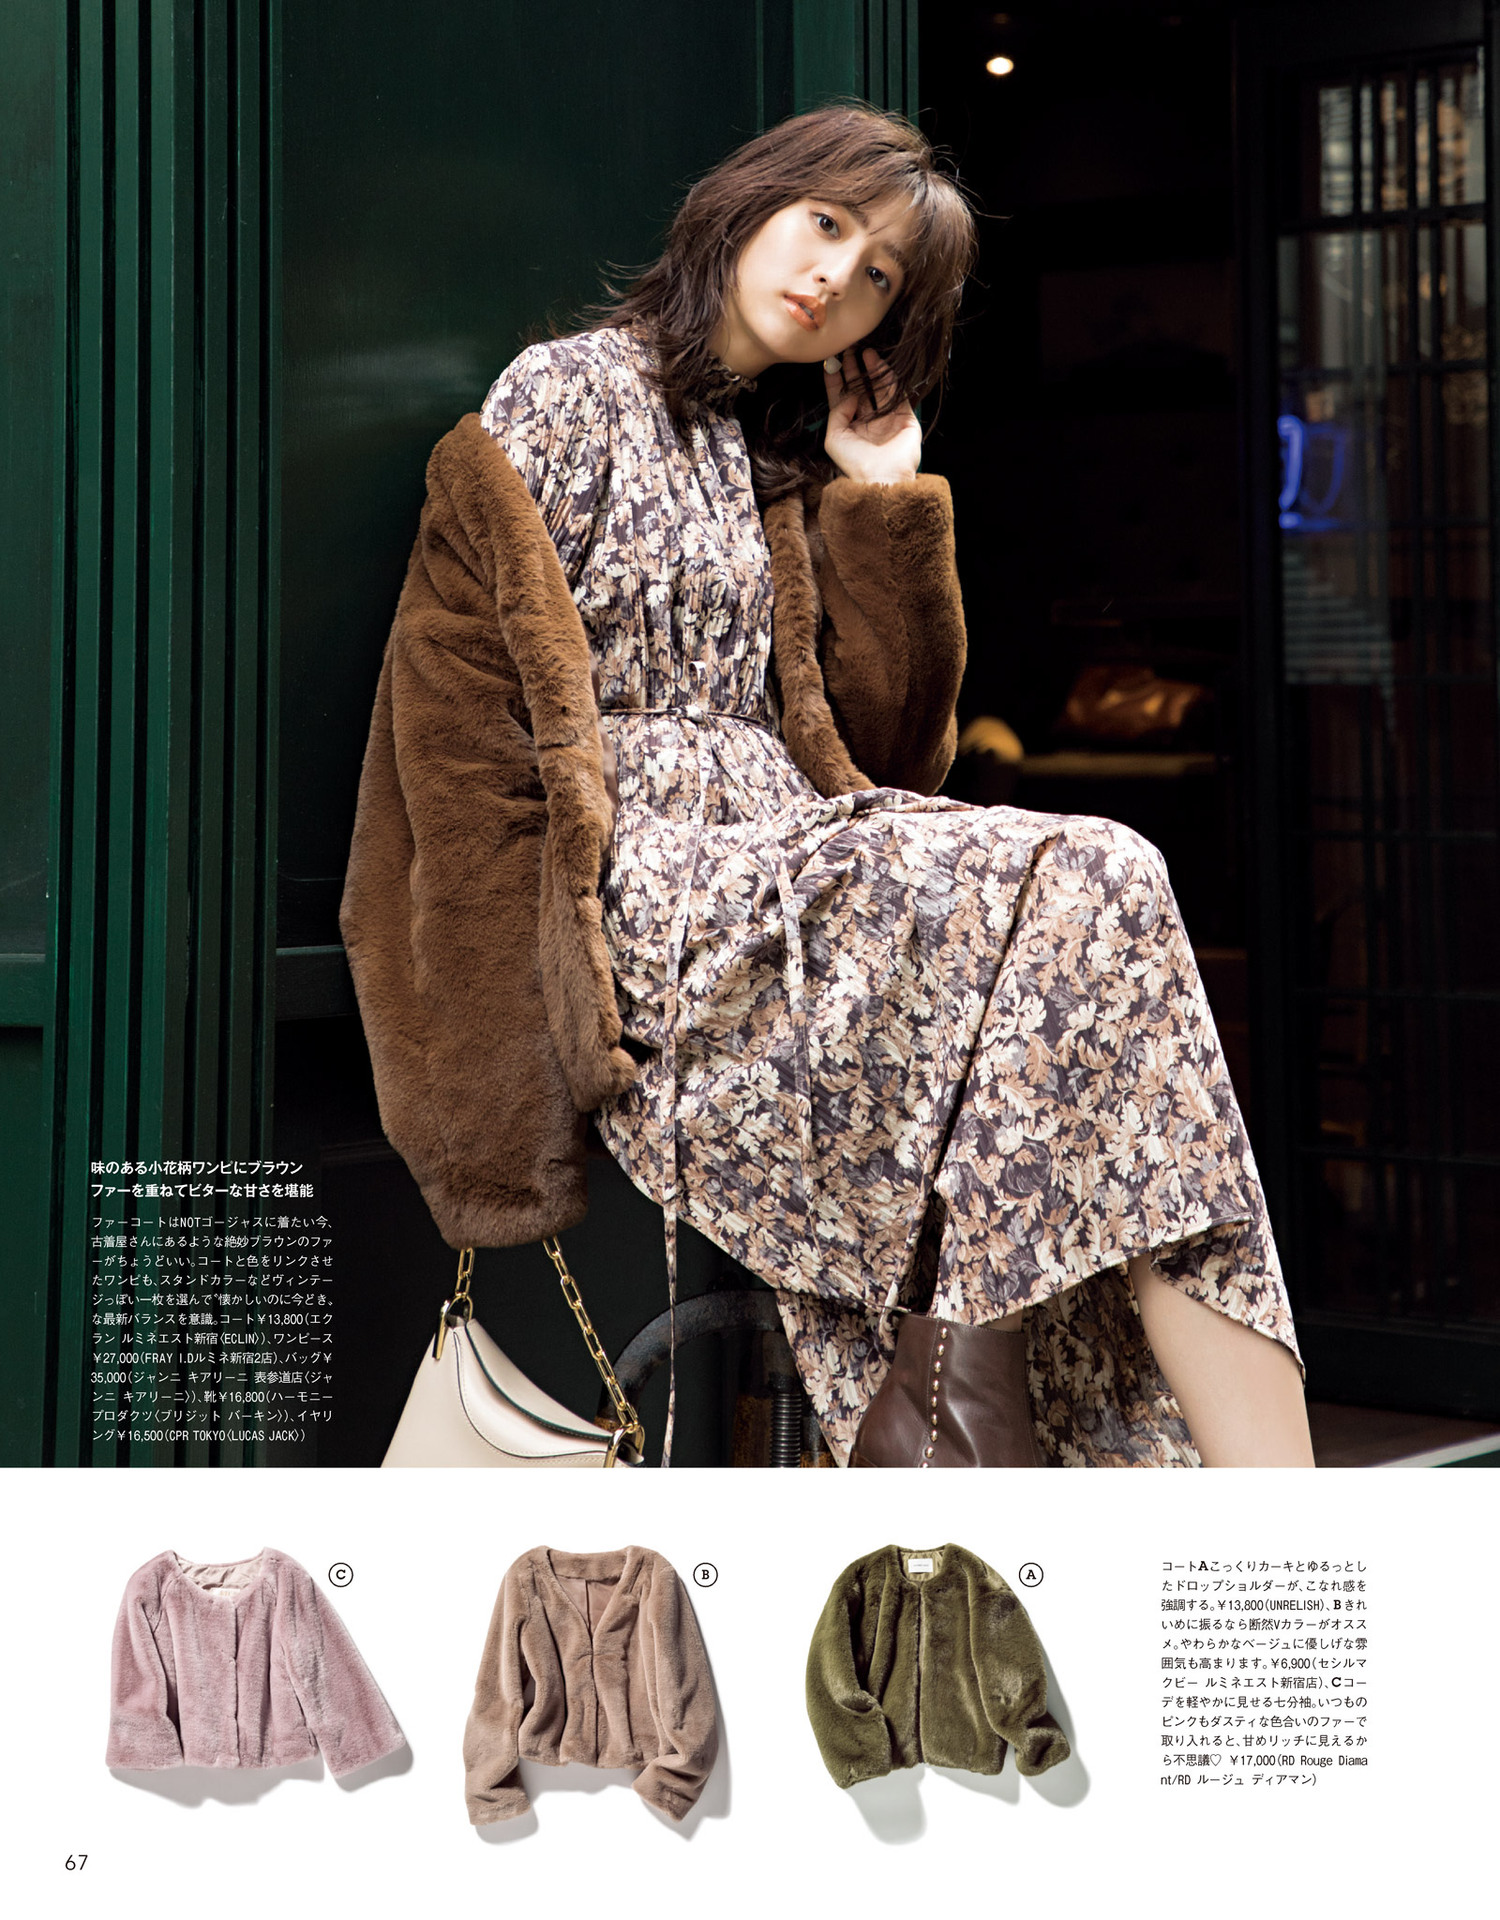 味のある小花柄ワンピにブラウン
ファーを重ねてビターな甘さを堪能
ファーコートはNOTゴージャスに着たい今、
古着屋さんにあるような絶妙ブラウンのファ
ーがちょうどいい。コートと色をリンクさせ
たワンピも、スタンドカラーなどヴィンテー
ジっぽい一枚を選んで〝懐かしいのに今どき〟
な最新バランスを意識。コート￥13,800（エク
ラン ルミネエスト新宿〈ECLIN〉）、ワンピース
￥27,000（FRAY I.Dルミネ新宿2店）、バッグ￥
35,000（ジャンニ キアリーニ 表参道店〈ジャ
ンニ キアリーニ〉）、靴￥16,800（ハーモニー
プロダクツ〈ブリジット バーキン〉）、イヤリ
ング￥16,500（CPR TOKYO〈LUCAS JACK〉）
C
B
A
コートAこっくりカーキとゆるっとし
たドロップショルダーが、こなれ感を
強調する。￥13,800（UNRELISH）、Bきれ
いめに振るなら断然Vカラーがオスス
メ。やわらかなベージュに優しげな雰
囲気も高まります。￥6,900（セシルマ
クビー ルミネエスト新宿店）、Cコー
デを軽やかに見せる七分袖。いつもの
ピンクもダスティな色合いのファーで
取り入れると、甘めリッチに見えるか
ら不思議♡ ￥17,000（RD Rouge Diama
nt/RD ルージュ ディアマン）
67